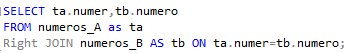 SELECT ta.numer,tb.numero
FROM numeros_A as ta
Right JOIN numeros_B AS tb ON ta.numer=tb.numero;